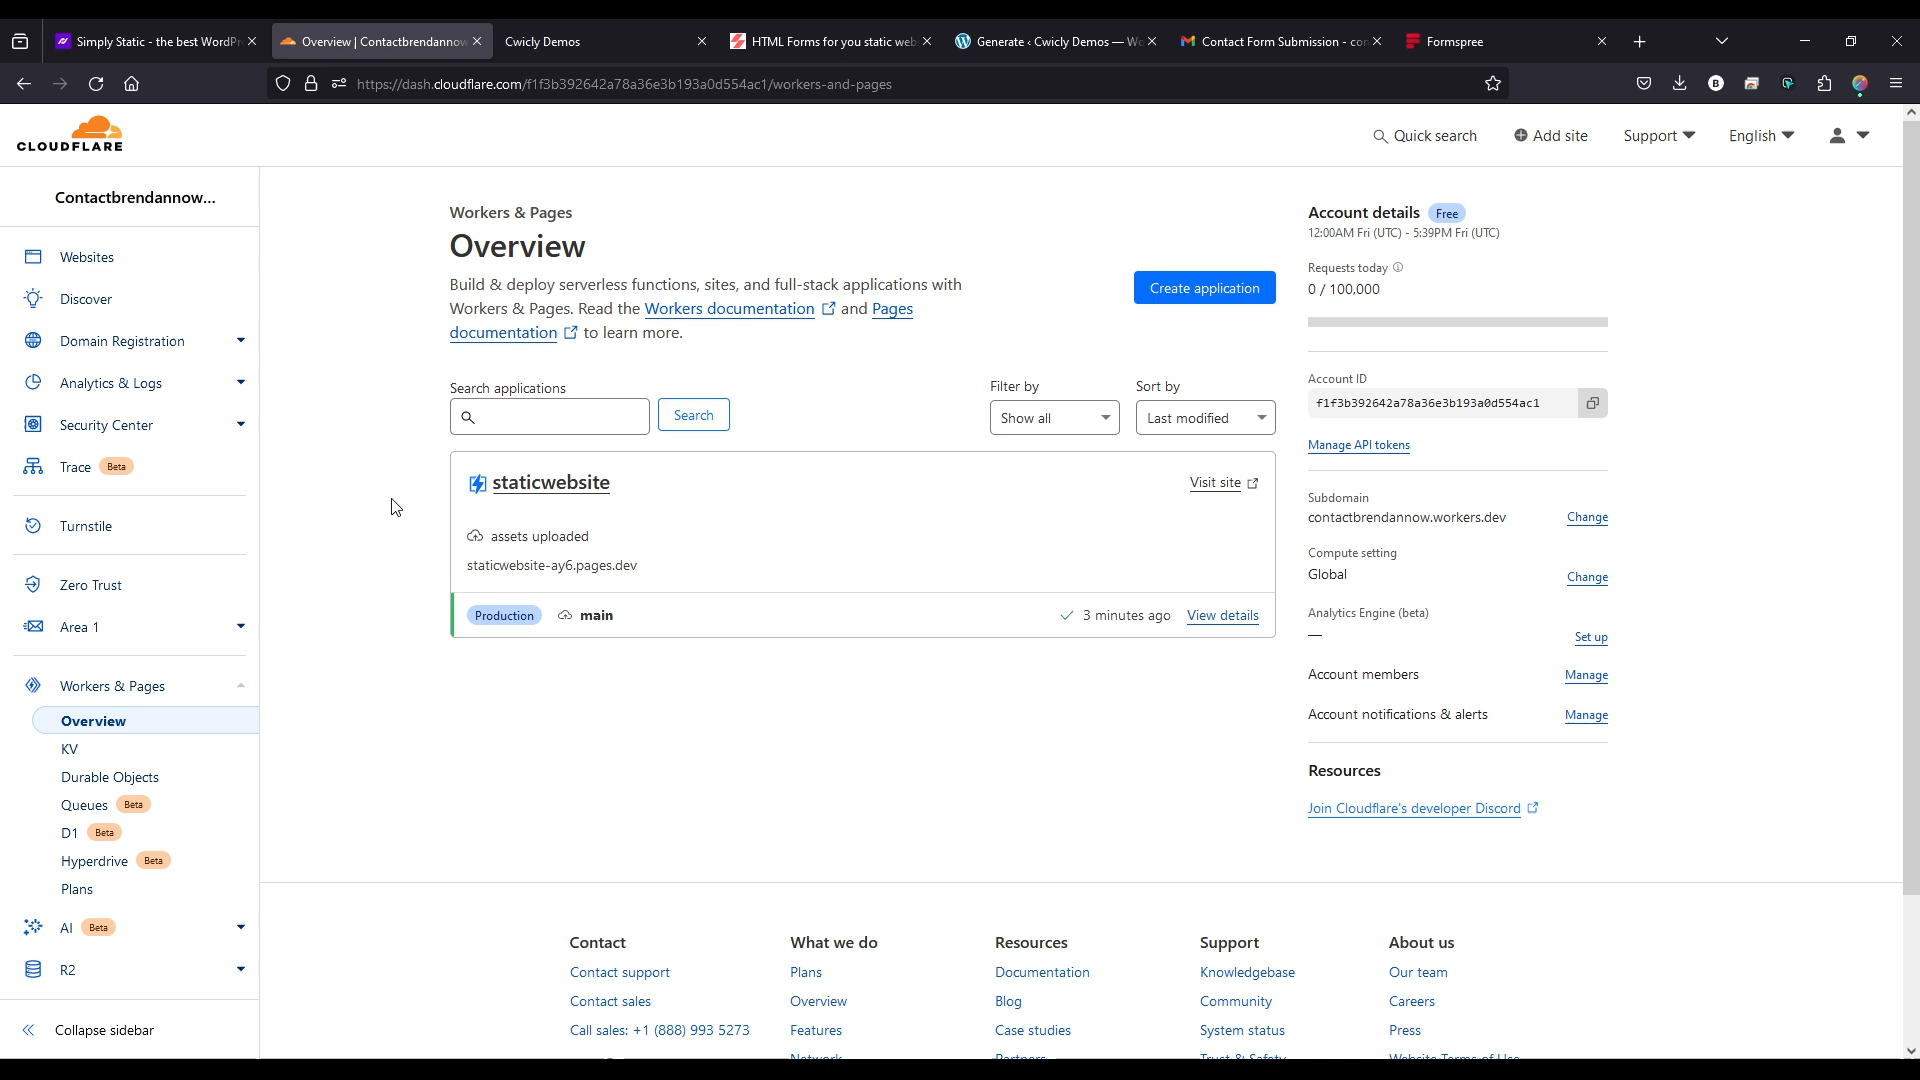 Simply Static - the best WordPr
Overview | Contactbrendannow
Cwicly Demos
HTML Forms for you static web
Generate ‹ Cwicly Demos — Wo
Contact Form Submission - con
Formspree
https://dash.cloudflare.com/f1f3b392642a78a36e3b193a0d554ac1/workers-and-pages
CLOUDFLARE
Quick search
Add site
Support
English
Contactbrendannow...
Websites
Discover
Domain Registration
Analytics & Logs
Security Center
Trace Beta
Turnstile
Zero Trust
Area 1
Workers & Pages
Overview
KV
Durable Objects
Queues Beta
D1 Beta
Hyperdrive Beta
Plans
AI Beta
R2
Collapse sidebar
Workers & Pages
Overview
Build & deploy serverless functions, sites, and full-stack applications with
Workers & Pages. Read the Workers documentation and Pages
documentation to learn more.
Create application
Search applications
Search
Filter by
Show all
Sort by
Last modified
staticwebsite
Visit site
assets uploaded
staticwebsite-ay6.pages.dev
Production main
3 minutes ago View details
Account details Free
12:00AM Fri (UTC) - 5:39PM Fri (UTC)
Requests today
0 / 100,000
Account ID
f1f3b392642a78a36e3b193a0d554ac1
Manage API tokens
Subdomain
contactbrendannow.workers.dev Change
Compute setting
Global Change
Analytics Engine (beta)
— Set up
Account members Manage
Account notifications & alerts Manage
Resources
Join Cloudflare's developer Discord
Contact
Contact support
Contact sales
Call sales: +1 (888) 993 5273
What we do
Plans
Overview
Features
Network
Resources
Documentation
Blog
Case studies
Partners
Support
Knowledgebase
Community
System status
Trust & Safety
About us
Our team
Careers
Press
Website Terms of Use